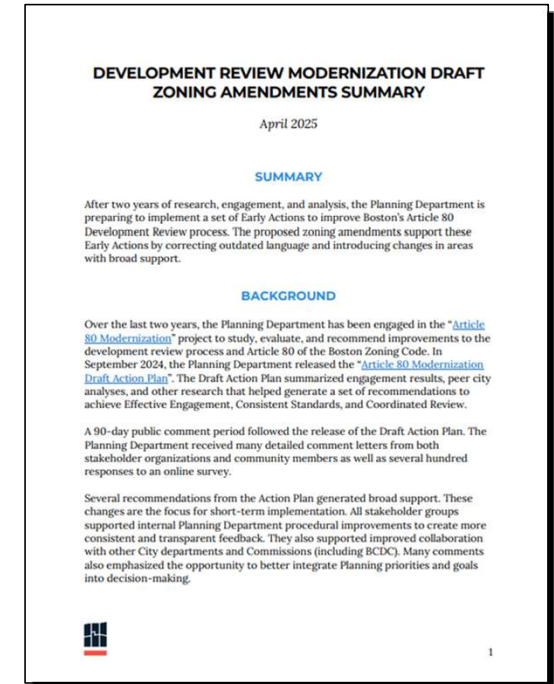 DEVELOPMENT REVIEW MODERNIZATION DRAFT
ZONING AMENDMENTS SUMMARY
April 2025
SUMMARY
After two years of research, engagement, and analysis, the Planning Department is
preparing to implement a set of Early Actions to improve Boston's Article 80
Development Review process. The proposed zoning amendments support these
Early Actions by correcting outdated language and introducing changes in areas
with broad support.
BACKGROUND
Over the last two years, the Planning Department has been engaged in the “Article
80 Modernization” project to study, evaluate, and recommend improvements to the
development review process and Article 80 of the Boston Zoning Code. In
September 2024, the Planning Department released the “Article 80 Modernization
Draft Action Plan”. The Draft Action Plan summarized engagement results, peer city
analyses, and other research that helped generate a set of recommendations to
achieve Effective Engagement, Consistent Standards, and Coordinated Review.
A 90-day public comment period followed the release of the Draft Action Plan. The
Planning Department received many detailed comment letters from both
stakeholder organizations and community members as well as several hundred
responses to an online survey.
Several recommendations from the Action Plan generated broad support. These
changes are the focus for short-term implementation. All stakeholder groups
supported internal Planning Department procedural improvements to create more
consistent and transparent feedback. They also supported improved collaboration
with other City departments and Commissions (including BCDC). Many comments
also emphasized the opportunity to better integrate Planning priorities and goals
into decision-making.
1